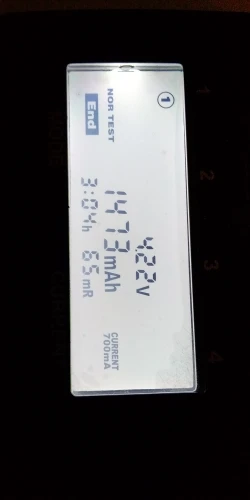 ①
4.22V
NOR TEST
1473mAh
CURRENT
700mA
End
3:04h 65mR
1
2
3
4